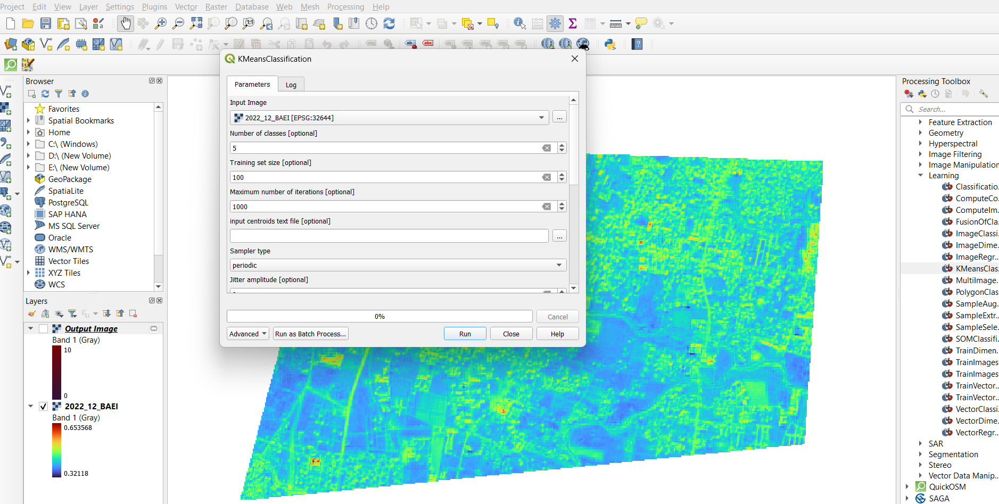 Project Edit View Layer Settings Plugins Vector Raster Database Web Mesh Processing Help
KMeansClassification
Parameters
Log
Input Image
2022_12_BAEI [EPSG:32644]
...
Number of classes [optional]
5
Training set size [optional]
100
Maximum number of iterations [optional]
1000
input centroids text file [optional]
...
Sampler type
periodic
Jitter amplitude [optional]
0%
Cancel
Advanced
Run as Batch Process...
Run
Close
Help
Browser
Favorites
Spatial Bookmarks
Home
C:\ (Windows)
D:\ (New Volume)
E:\ (New Volume)
GeoPackage
SpatiaLite
PostgreSQL
SAP HANA
MS SQL Server
Oracle
WMS/WMTS
Vector Tiles
XYZ Tiles
WCS
Layers
Output Image
Band 1 (Gray)
10
0
2022_12_BAEI
Band 1 (Gray)
0.653568
0.32118
Processing Toolbox
Search...
Feature Extraction
Geometry
Hyperspectral
Image Filtering
Image Manipulation
Learning
Classificatio...
ComputeCo...
ComputeIm...
FusionOfCla...
ImageClassi...
ImageDime...
ImageRegr...
KMeansClas...
MultiImage...
PolygonClas...
SampleAug...
SampleExtr...
SampleSele...
SOMClassifi...
TrainDimen...
TrainImages
TrainImages
TrainVector...
TrainVector...
VectorClassi...
VectorDime...
VectorRegr...
SAR
Segmentation
Stereo
Vector Data Manip...
QuickOSM
SAGA